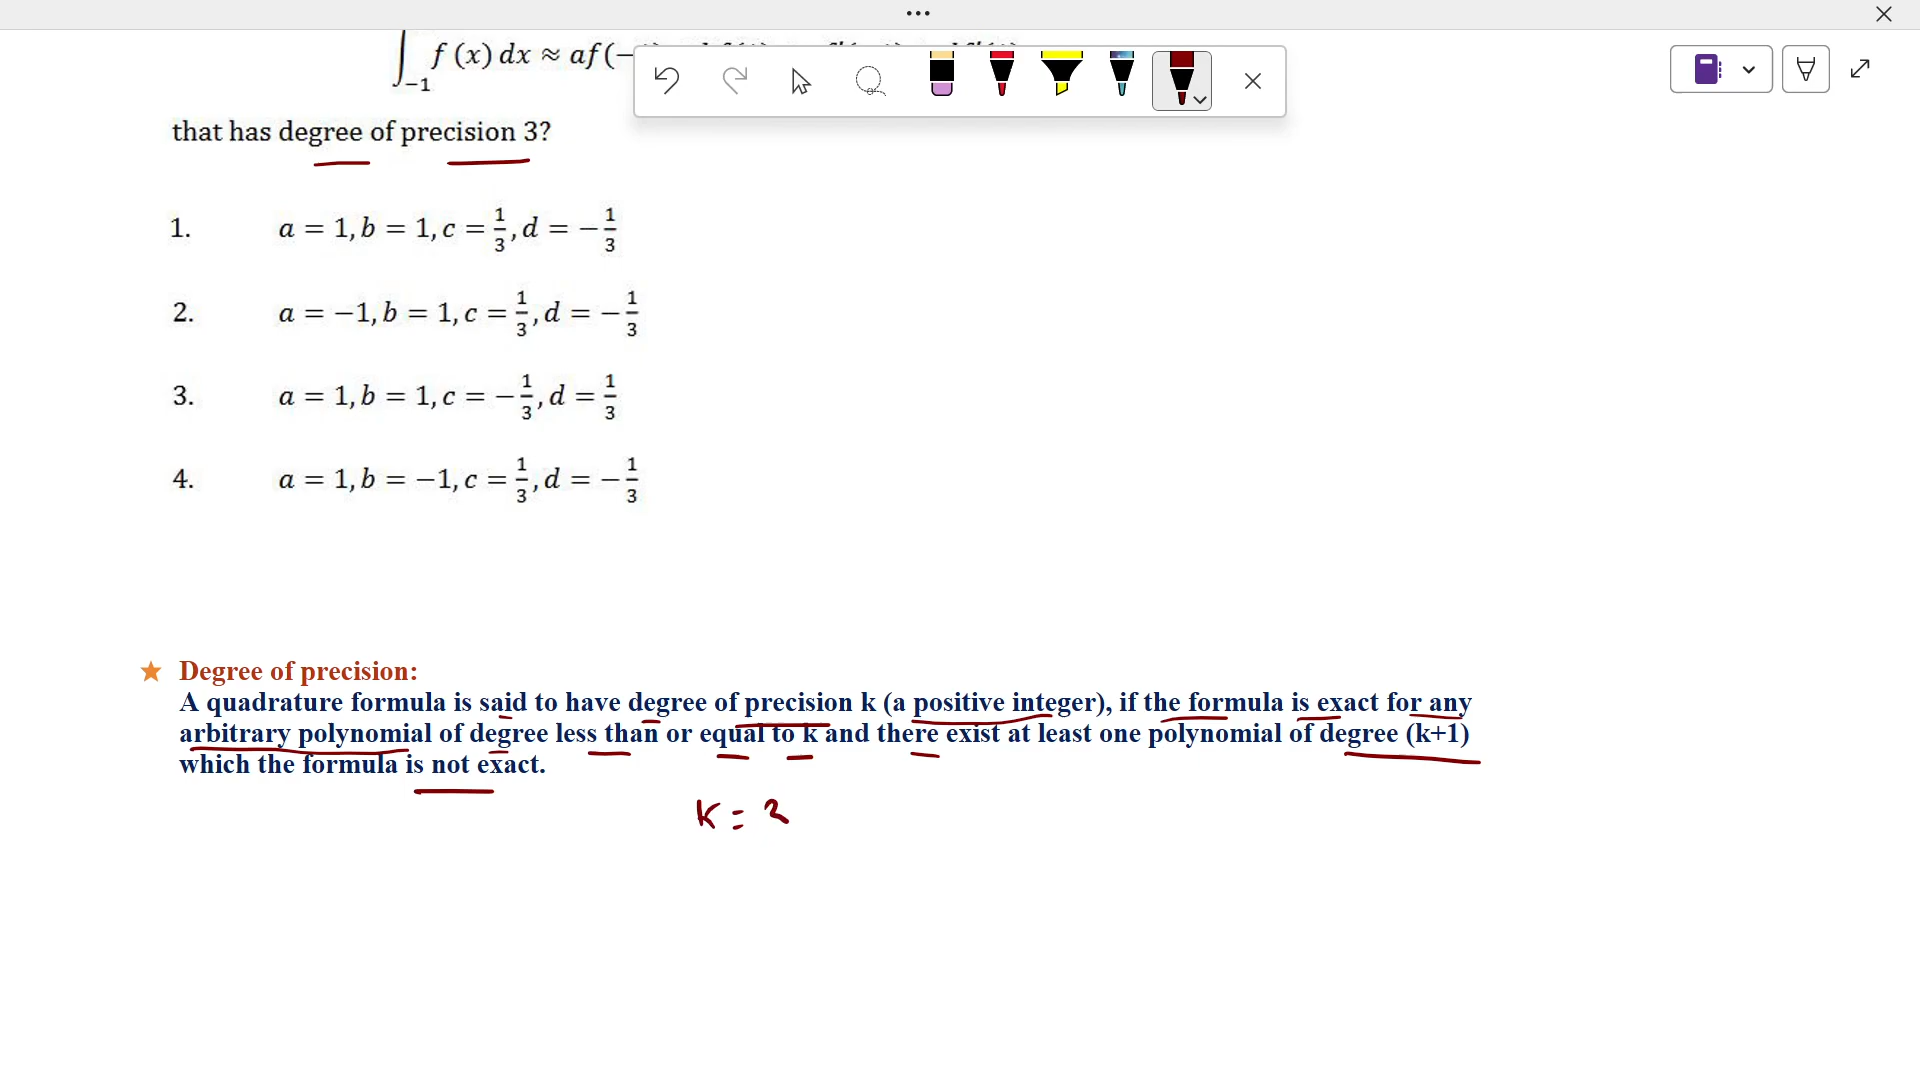 ∫₋₁ f (x) dx ≈ af(−
that has degree of precision 3?
1. a = 1, b = 1, c = 1/3, d = −1/3
2. a = −1, b = 1, c = 1/3, d = −1/3
3. a = 1, b = 1, c = −1/3, d = 1/3
4. a = 1, b = −1, c = 1/3, d = −1/3
★ Degree of precision:
A quadrature formula is said to have degree of precision k (a positive integer), if the formula is exact for any
arbitrary polynomial of degree less than or equal to k and there exist at least one polynomial of degree (k+1)
which the formula is not exact.
K =